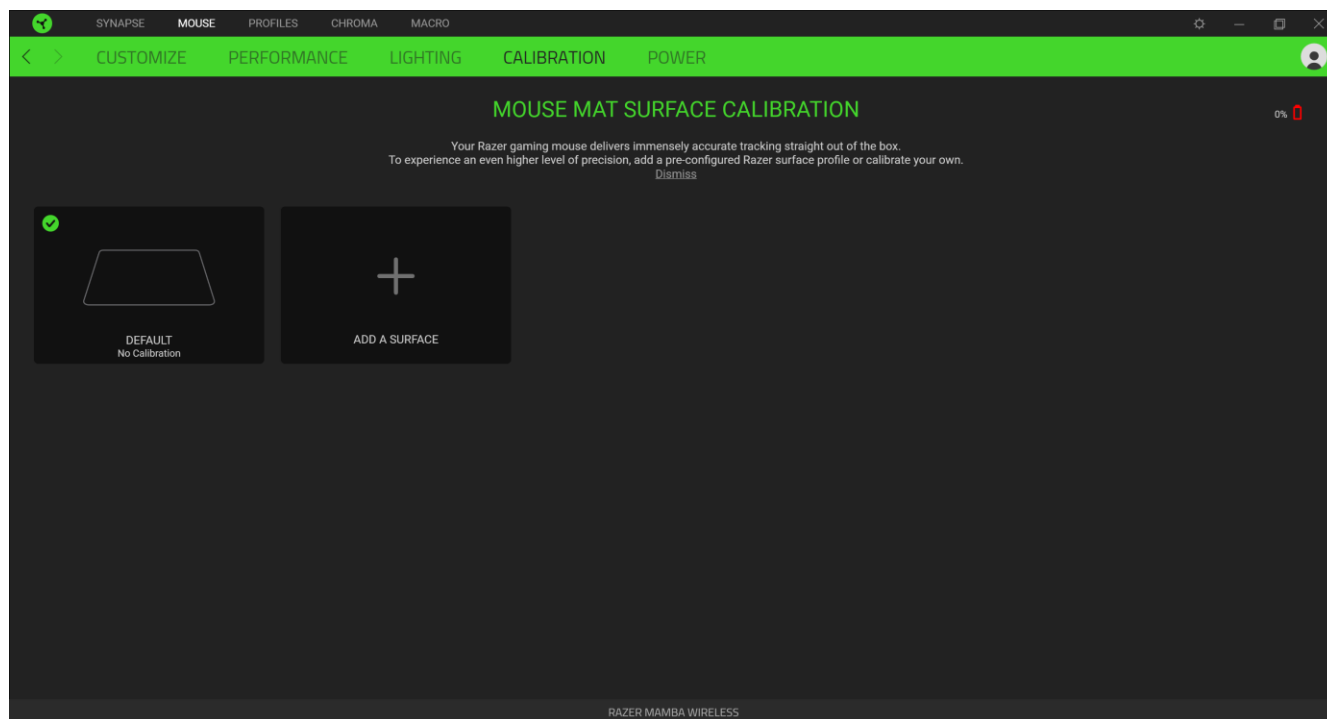 SYNAPSE MOUSE PROFILES CHROMA MACRO
CUSTOMIZE PERFORMANCE LIGHTING CALIBRATION POWER
MOUSE MAT SURFACE CALIBRATION
0%
Your Razer gaming mouse delivers immensely accurate tracking straight out of the box.
To experience an even higher level of precision, add a pre-configured Razer surface profile or calibrate your own.
Dismiss
DEFAULT
No Calibration
ADD A SURFACE
RAZER MAMBA WIRELESS